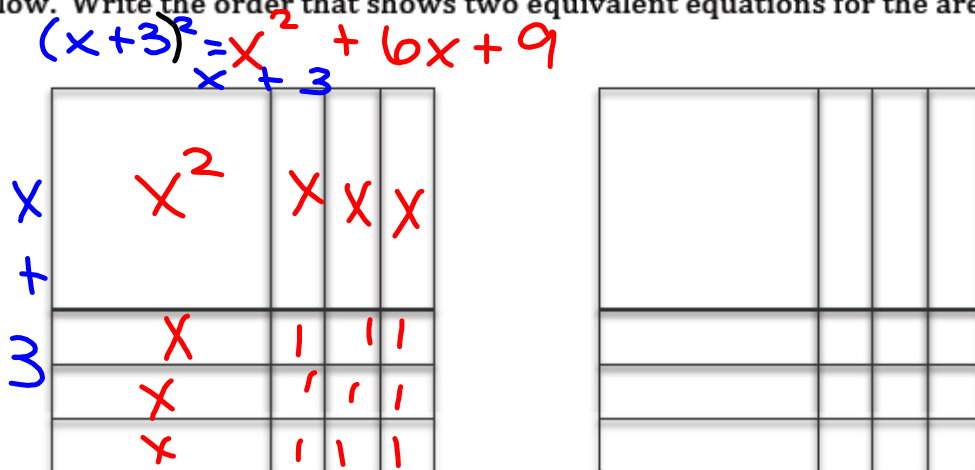 low. Write the order that shows two equivalent equations for the are
(x+3)² = x² + 6x + 9
x + 3
x x² x x x
+
3 x 1 1 1
x 1 1 1
x 1 1 1